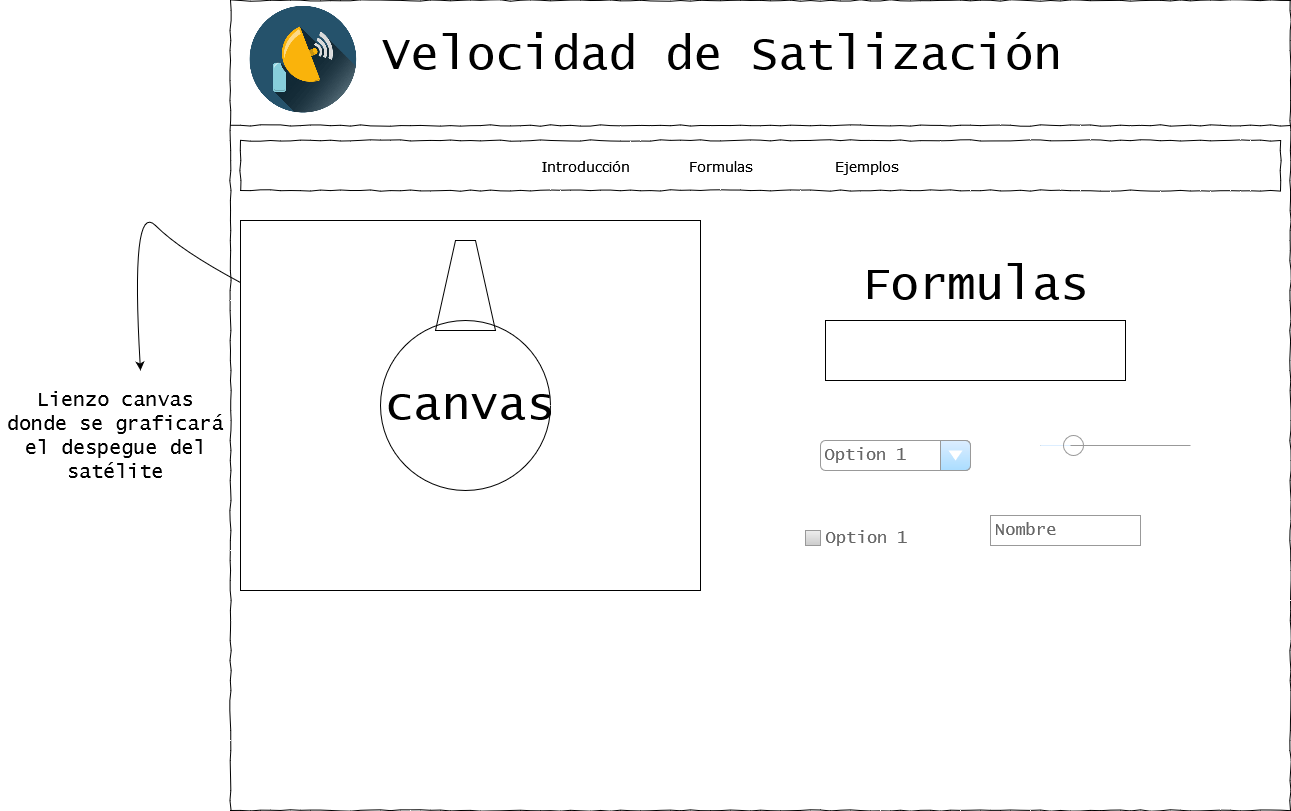 Velocidad de Satlización
Introducción
Formulas
Ejemplos
canvas
Lienzo canvas
donde se graficará
el despegue del
satélite
Formulas
Option 1
Option 1
Nombre